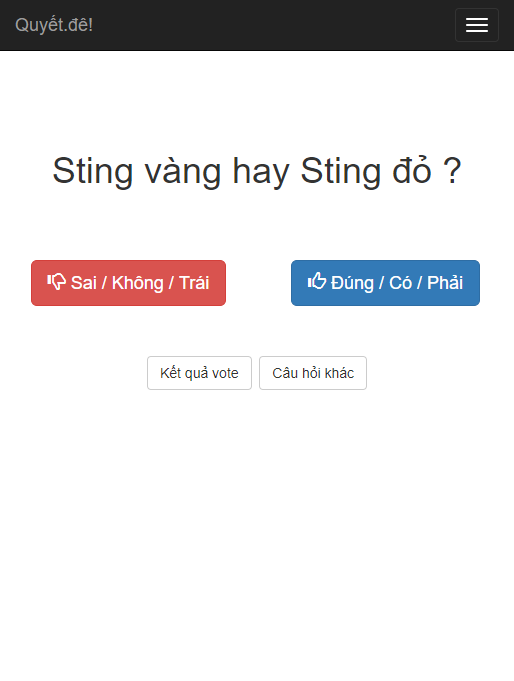 Quyết.đê!
Sting vàng hay Sting đỏ ?
Sai / Không / Trái
Đúng / Có / Phải
Kết quả vote
Câu hỏi khác